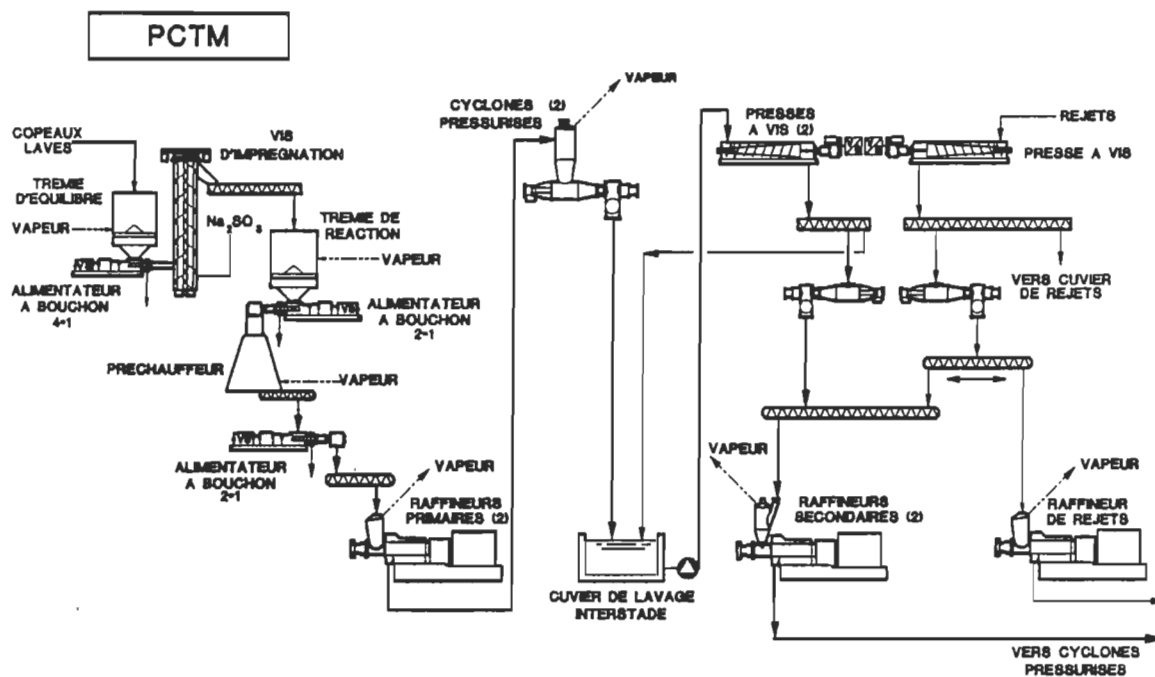 PCTM
COPEAUX
LAVES
VIS
D'IMPREGNATION
TREMIE
D'EQUILIBRE
VAPEUR
Na2SO3
ALIMENTATEUR
A BOUCHON
4-1
TREMIE DE
REACTION
VAPEUR
ALIMENTATEUR
A BOUCHON
2-1
PRECHAUFFEUR
VAPEUR
ALIMENTATEUR
A BOUCHON
2-1
VAPEUR
RAFFINEURS
PRIMAIRES (2)
CYCLONES (2)
PRESSURISES
VAPEUR
CUVIER DE LAVAGE
INTERSTADE
PRESSES
A VIS (2)
REJETS
PRESSE A VIS
VERS CUVIER
DE REJETS
VAPEUR
RAFFINEURS
SECONDAIRES (2)
VAPEUR
RAFFINEUR
DE REJETS
VERS CYCLONES
PRESSURISES